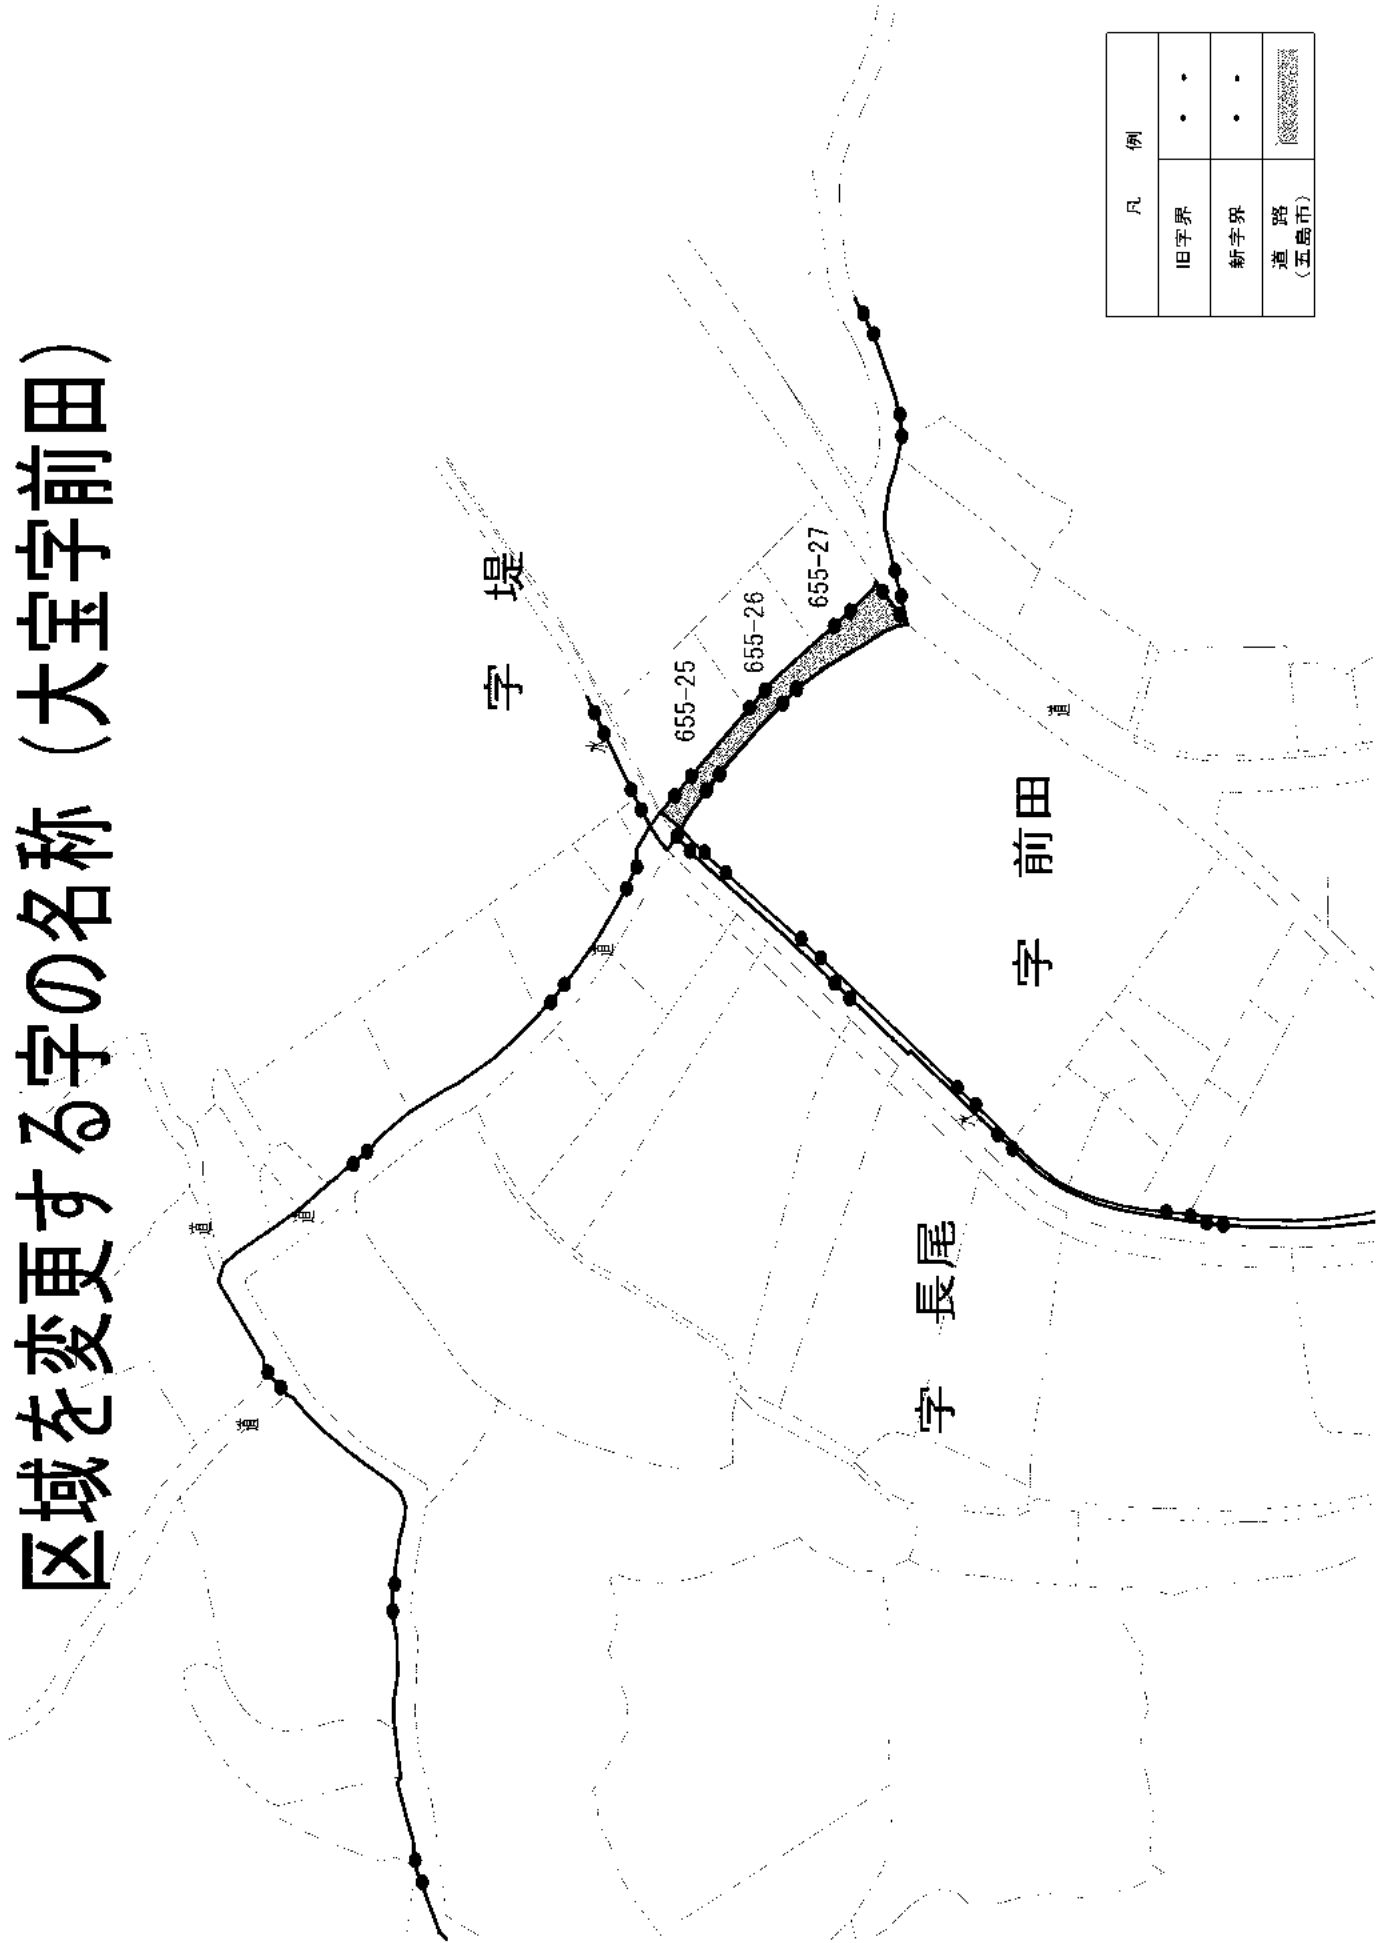 区域を変更する字の名称（大宝字前田）
字 堤
655-25
655-26
655-27
水
道
道
道
道
道
水
字 前田
字 長尾
凡 例
旧字界
新字界
道 路
（五島市）